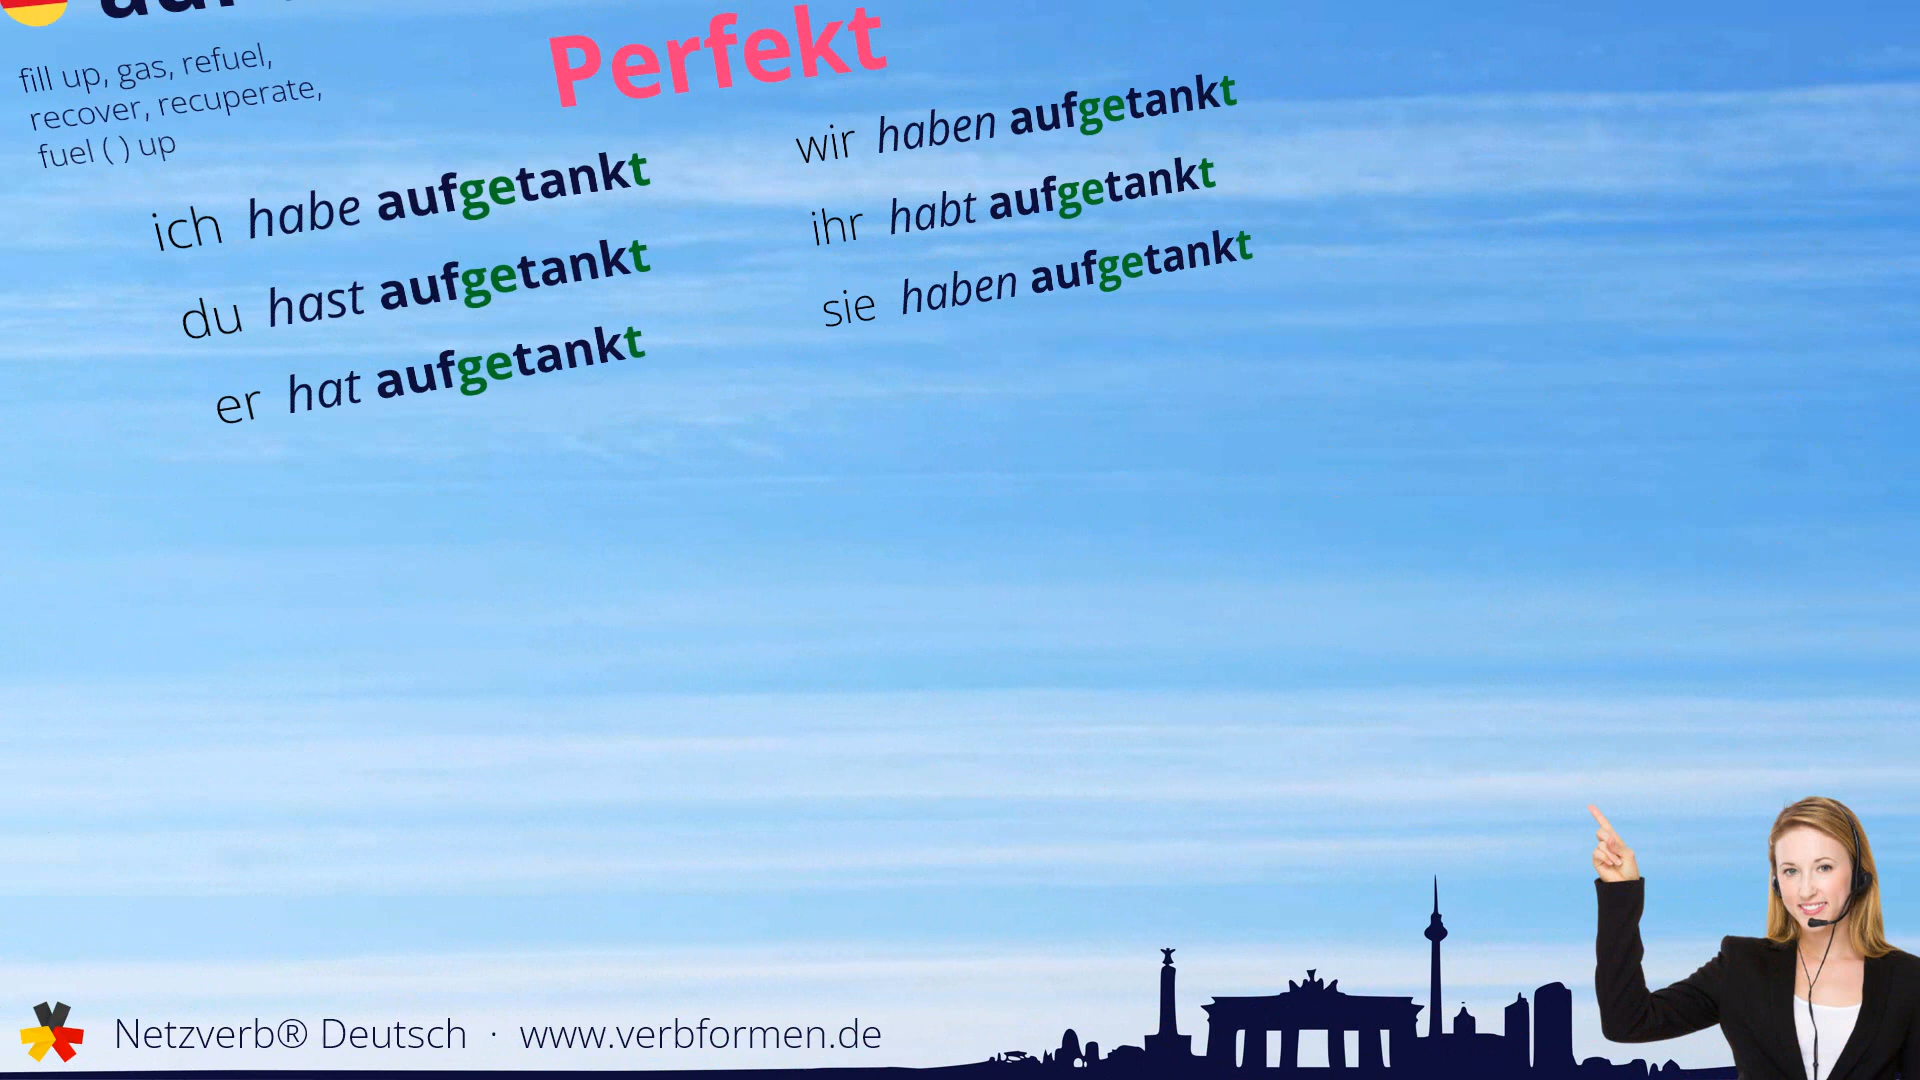 fill up, gas, refuel,
recover, recuperate,
fuel ( ) up
Perfekt
ich habe aufgetankt
du hast aufgetankt
er hat aufgetankt
wir haben aufgetankt
ihr habt aufgetankt
sie haben aufgetankt
Netzverb® Deutsch · www.verbformen.de